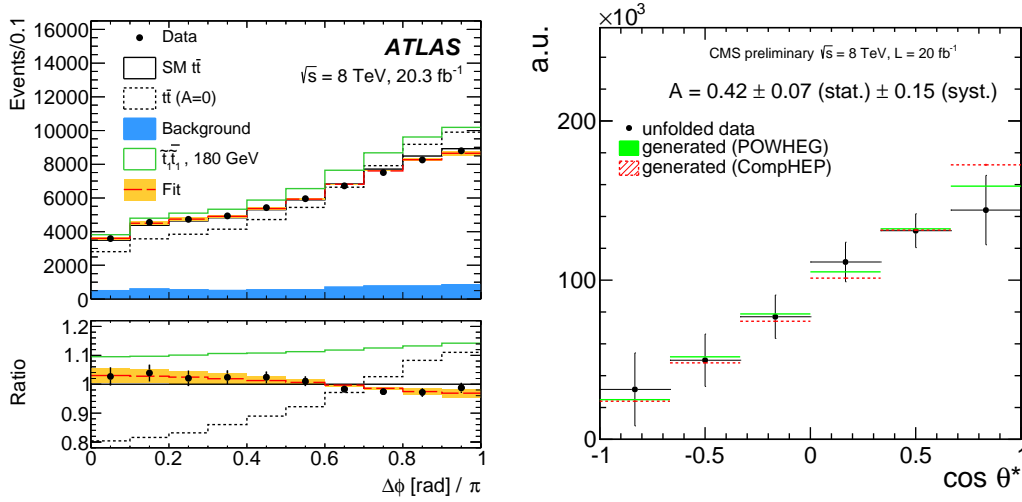 Events/0.1
16000
14000
12000
10000
8000
6000
4000
2000
0
Data
SM tt̄
tt̄ (A=0)
Background
t̃₁t̃̄₁ , 180 GeV
Fit
ATLAS
√s = 8 TeV, 20.3 fb⁻¹
Ratio
1.2
1.1
1
0.9
0.8
0 0.2 0.4 0.6 0.8 1
Δϕ [rad] / π
a.u.
×10³
200
100
0
CMS preliminary √s = 8 TeV, L = 20 fb⁻¹
A = 0.42 ± 0.07 (stat.) ± 0.15 (syst.)
unfolded data
generated (POWHEG)
generated (CompHEP)
-1 -0.5 0 0.5 1
cos θ*